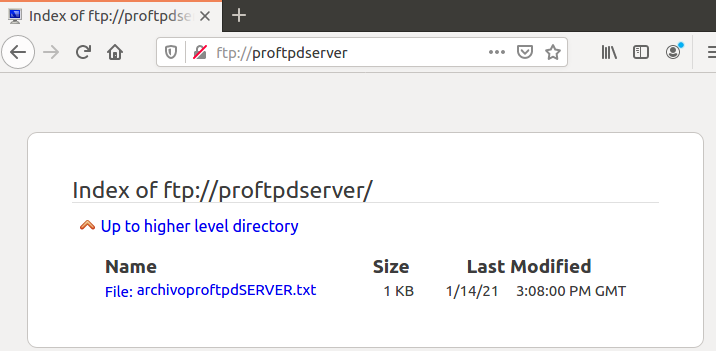 Index of ftp://proftpdse
ftp://proftpdserver
Index of ftp://proftpdserver/
Up to higher level directory
Name Size Last Modified
File: archivoproftpdSERVER.txt 1 KB 1/14/21 3:08:00 PM GMT